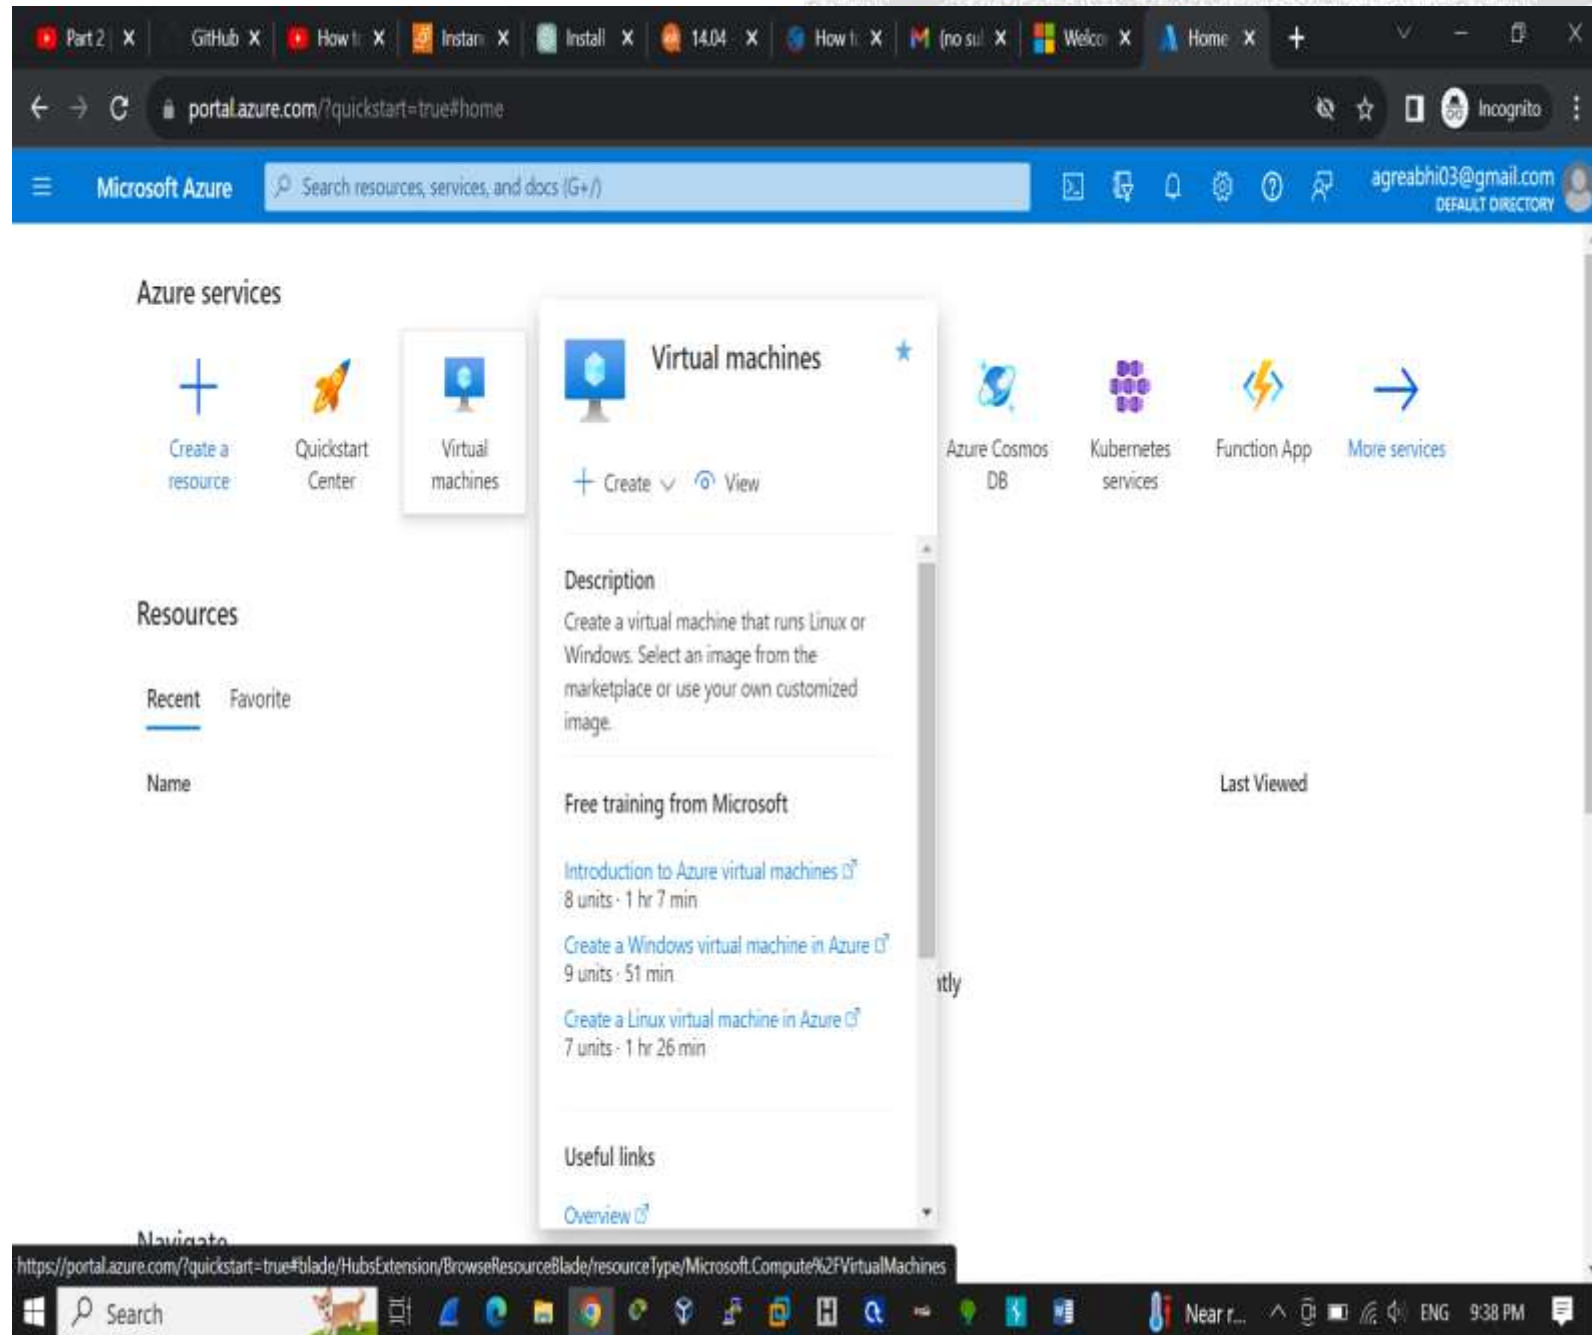 Part 2
GitHub
How t
Instan
Install
14.04
How t
(no su
Welco
Home
portal.azure.com/?quickstart=true#home
Incognito
Microsoft Azure
Search resources, services, and docs (G+/)
agreabhi03@gmail.com
DEFAULT DIRECTORY
Azure services
Create a
resource
Quickstart
Center
Virtual
machines
Virtual machines
Create
View
Azure Cosmos
DB
Kubernetes
services
Function App
More services
Description
Create a virtual machine that runs Linux or
Windows. Select an image from the
marketplace or use your own customized
image.
Resources
Recent
Favorite
Name
Last Viewed
Free training from Microsoft
Introduction to Azure virtual machines
8 units · 1 hr 7 min
Create a Windows virtual machine in Azure
9 units · 51 min
ntly
Create a Linux virtual machine in Azure
7 units · 1 hr 26 min
Useful links
Overview
Navigate
https://portal.azure.com/?quickstart=true#blade/HubsExtension/BrowseResourceBlade/resourceType/Microsoft.Compute%2FVirtualMachines
Search
Near r...
ENG
9:38 PM